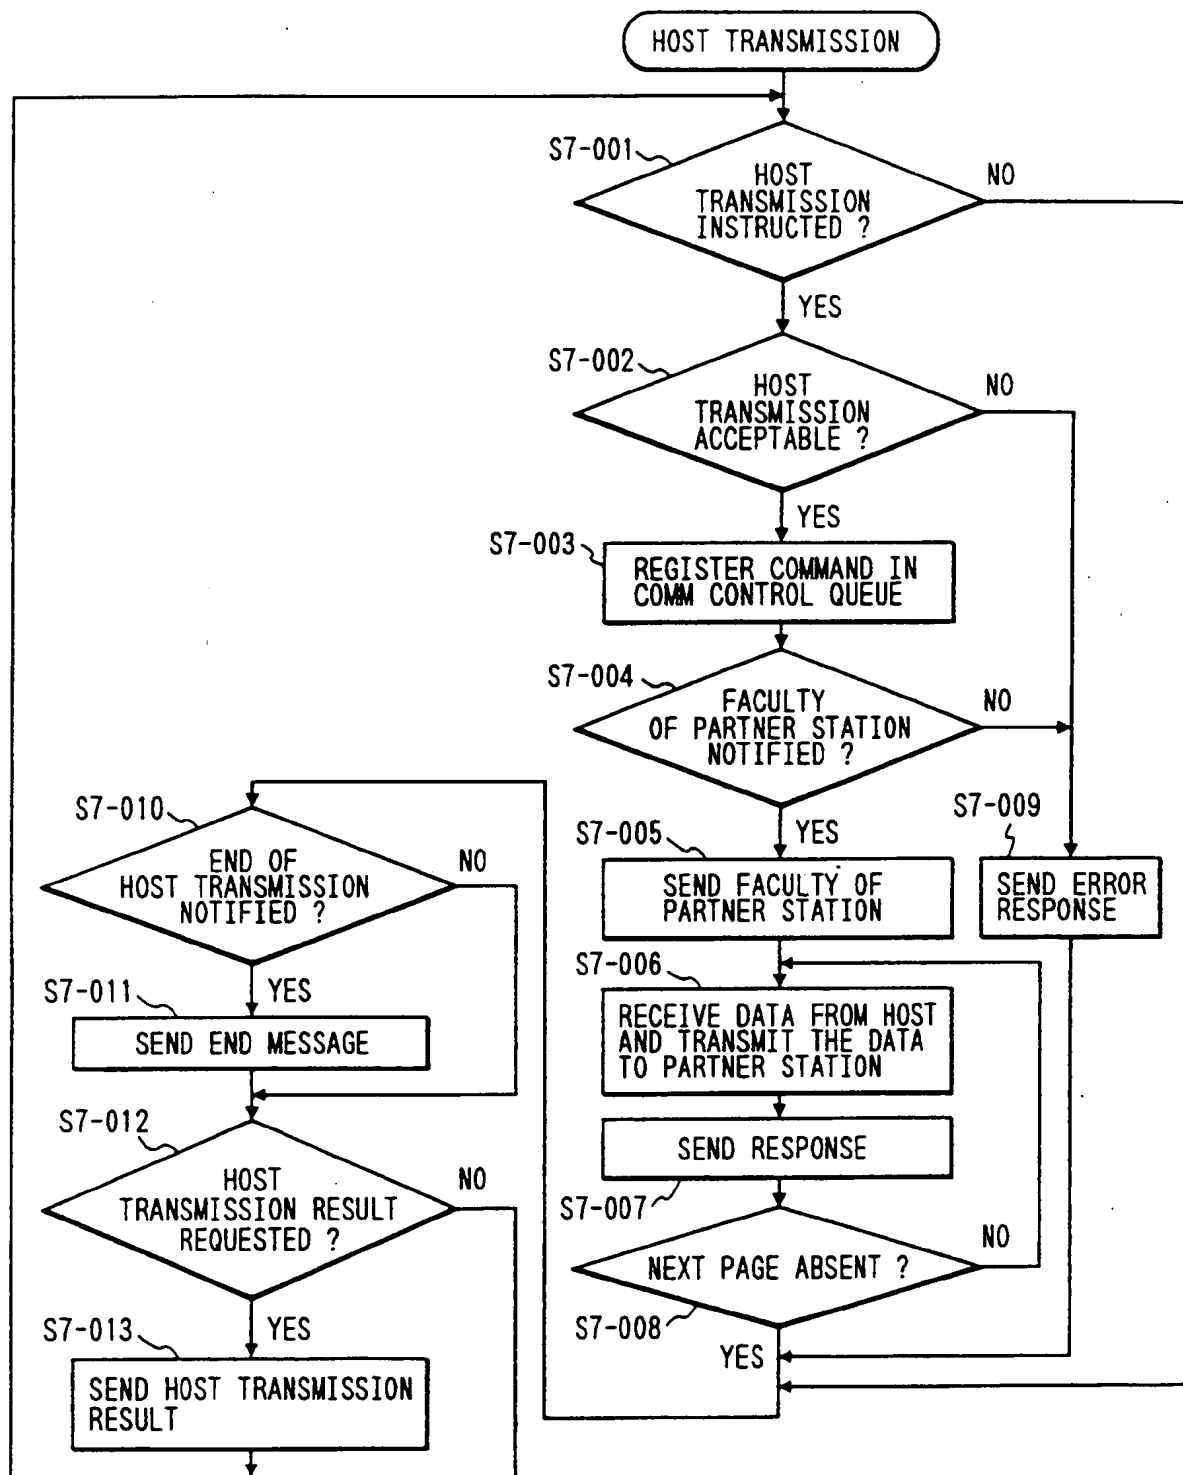 HOST TRANSMISSION
S7-001
HOST
TRANSMISSION
INSTRUCTED ?
NO
YES
S7-002
HOST
TRANSMISSION
ACCEPTABLE ?
NO
YES
S7-003
REGISTER COMMAND IN
COMM CONTROL QUEUE
S7-004
FACULTY
OF PARTNER STATION
NOTIFIED ?
NO
YES
S7-005
SEND FACULTY OF
PARTNER STATION
S7-009
SEND ERROR
RESPONSE
S7-006
RECEIVE DATA FROM HOST
AND TRANSMIT THE DATA
TO PARTNER STATION
SEND RESPONSE
S7-007
NEXT PAGE ABSENT ?
NO
S7-008
YES
S7-010
END OF
HOST TRANSMISSION
NOTIFIED ?
NO
YES
S7-011
SEND END MESSAGE
S7-012
HOST
TRANSMISSION RESULT
REQUESTED ?
NO
YES
S7-013
SEND HOST TRANSMISSION
RESULT